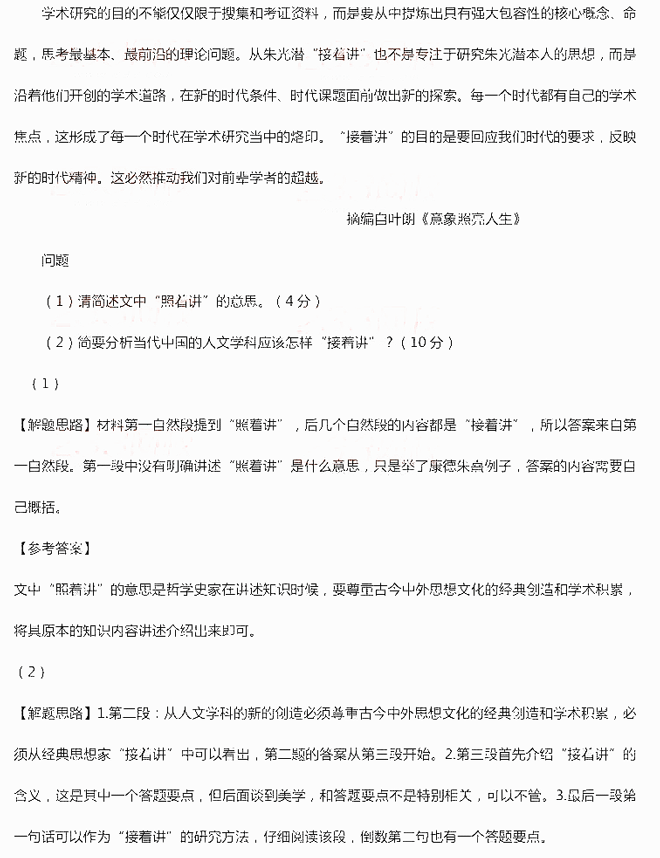 学术研究的目的不能仅仅限于搜集和考证资料，而是要从中提炼出具有强大包容性的核心概念、命
题，思考最基本、最前沿的理论问题。从朱光潜“接着讲”也不是专注于研究朱光潜本人的思想，而是
沿着他们开创的学术道路，在新的时代条件、时代课题面前做出新的探索。每一个时代都有自己的学术
焦点，这形成了每一个时代在学术研究当中的烙印。“接着讲”的目的是要回应我们时代的要求，反映
新的时代精神。这必然推动我们对前辈学者的超越。
摘编自叶朗《意象照亮人生》
问题
（1）请简述文中“照着讲”的意思。（4 分）
（2）简要分析当代中国的人文学科应该怎样“接着讲”？（10 分）
（1）
【解题思路】材料第一自然段提到“照着讲”，后几个自然段的内容都是“接着讲”，所以答案来自第
一自然段。第一段中没有明确讲述“照着讲”是什么意思，只是举了康德朱熹例子，答案的内容需要自
己概括。
【参考答案】
文中“照着讲”的意思是哲学史家在讲述知识时候，要尊重古今中外思想文化的经典创造和学术积累，
将其原本的知识内容讲述介绍出来即可。
（2）
【解题思路】1.第二段：从人文学科的新的创造必须尊重古今中外思想文化的经典创造和学术积累，必
须从经典思想家“接着讲”中可以看出，第二题的答案从第三段开始。2.第三段首先介绍“接着讲”的
含义，这是其中一个答题要点，但后面谈到美学，和答题要点不是特别相关，可以不管。3.最后一段第
一句话可以作为“接着讲”的研究方法，仔细阅读该段，倒数第二句也有一个答题要点。